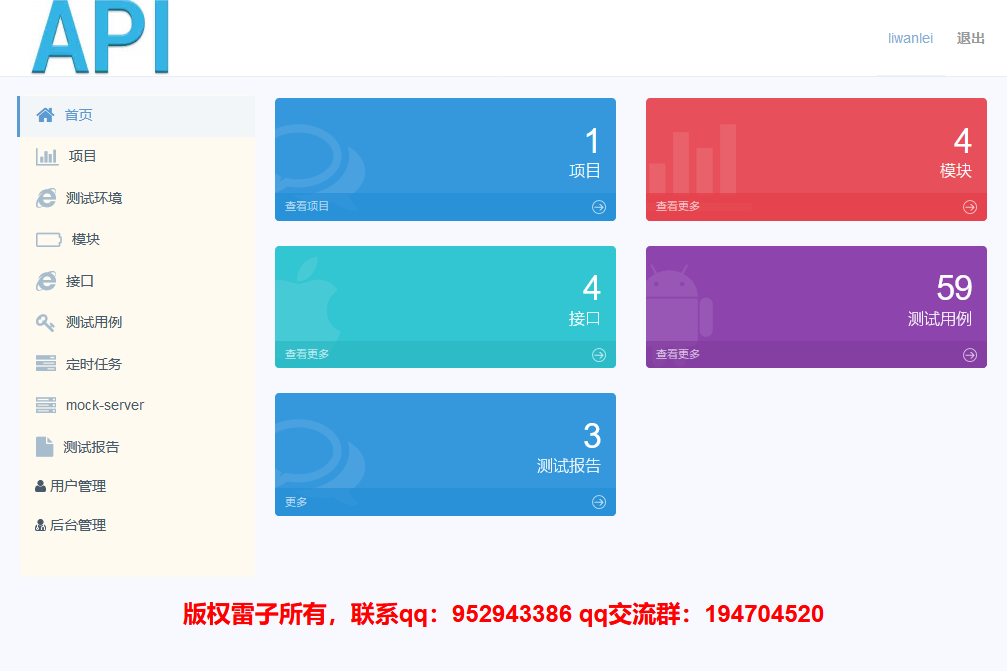 API
liwanlei 退出
首页
项目
测试环境
模块
接口
测试用例
定时任务
mock-server
测试报告
用户管理
后台管理
1
项目
查看项目
4
模块
查看更多
4
接口
查看更多
59
测试用例
查看更多
3
测试报告
更多
版权雷子所有，联系qq：952943386 qq交流群：194704520